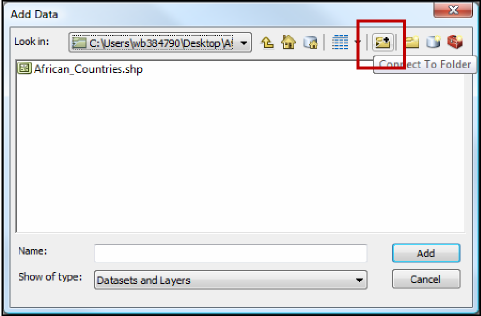 Add Data
Look in:
C:\Users\wb384790\Desktop\A
Connect To Folder
African_Countries.shp
Name:
Add
Show of type:
Datasets and Layers
Cancel